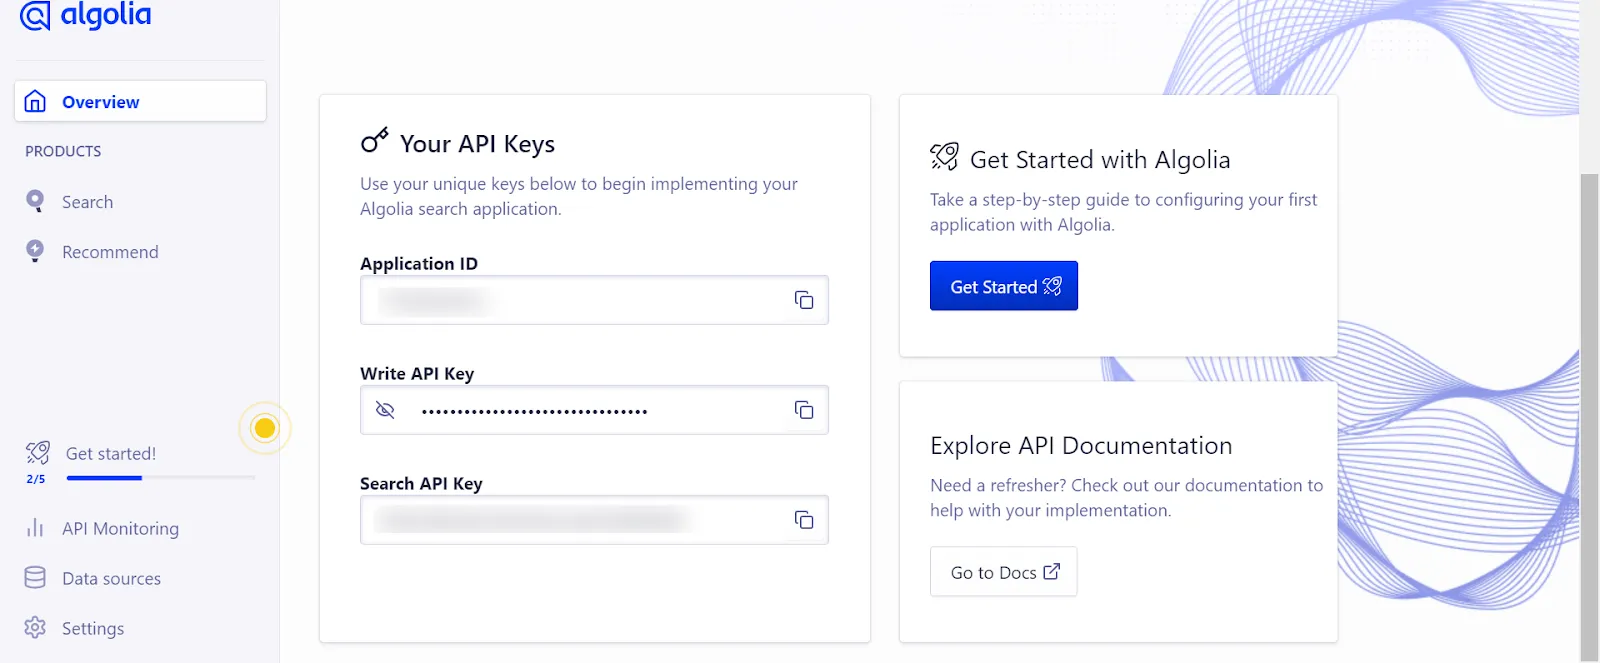 algolia
Overview
PRODUCTS
Search
Recommend
Get started!
2/5
API Monitoring
Data sources
Settings
Your API Keys
Use your unique keys below to begin implementing your
Algolia search application.
Application ID
Write API Key
••••••••••••••••••••••••••••••••
Search API Key
Get Started with Algolia
Take a step-by-step guide to configuring your first
application with Algolia.
Get Started
Explore API Documentation
Need a refresher? Check out our documentation to
help with your implementation.
Go to Docs